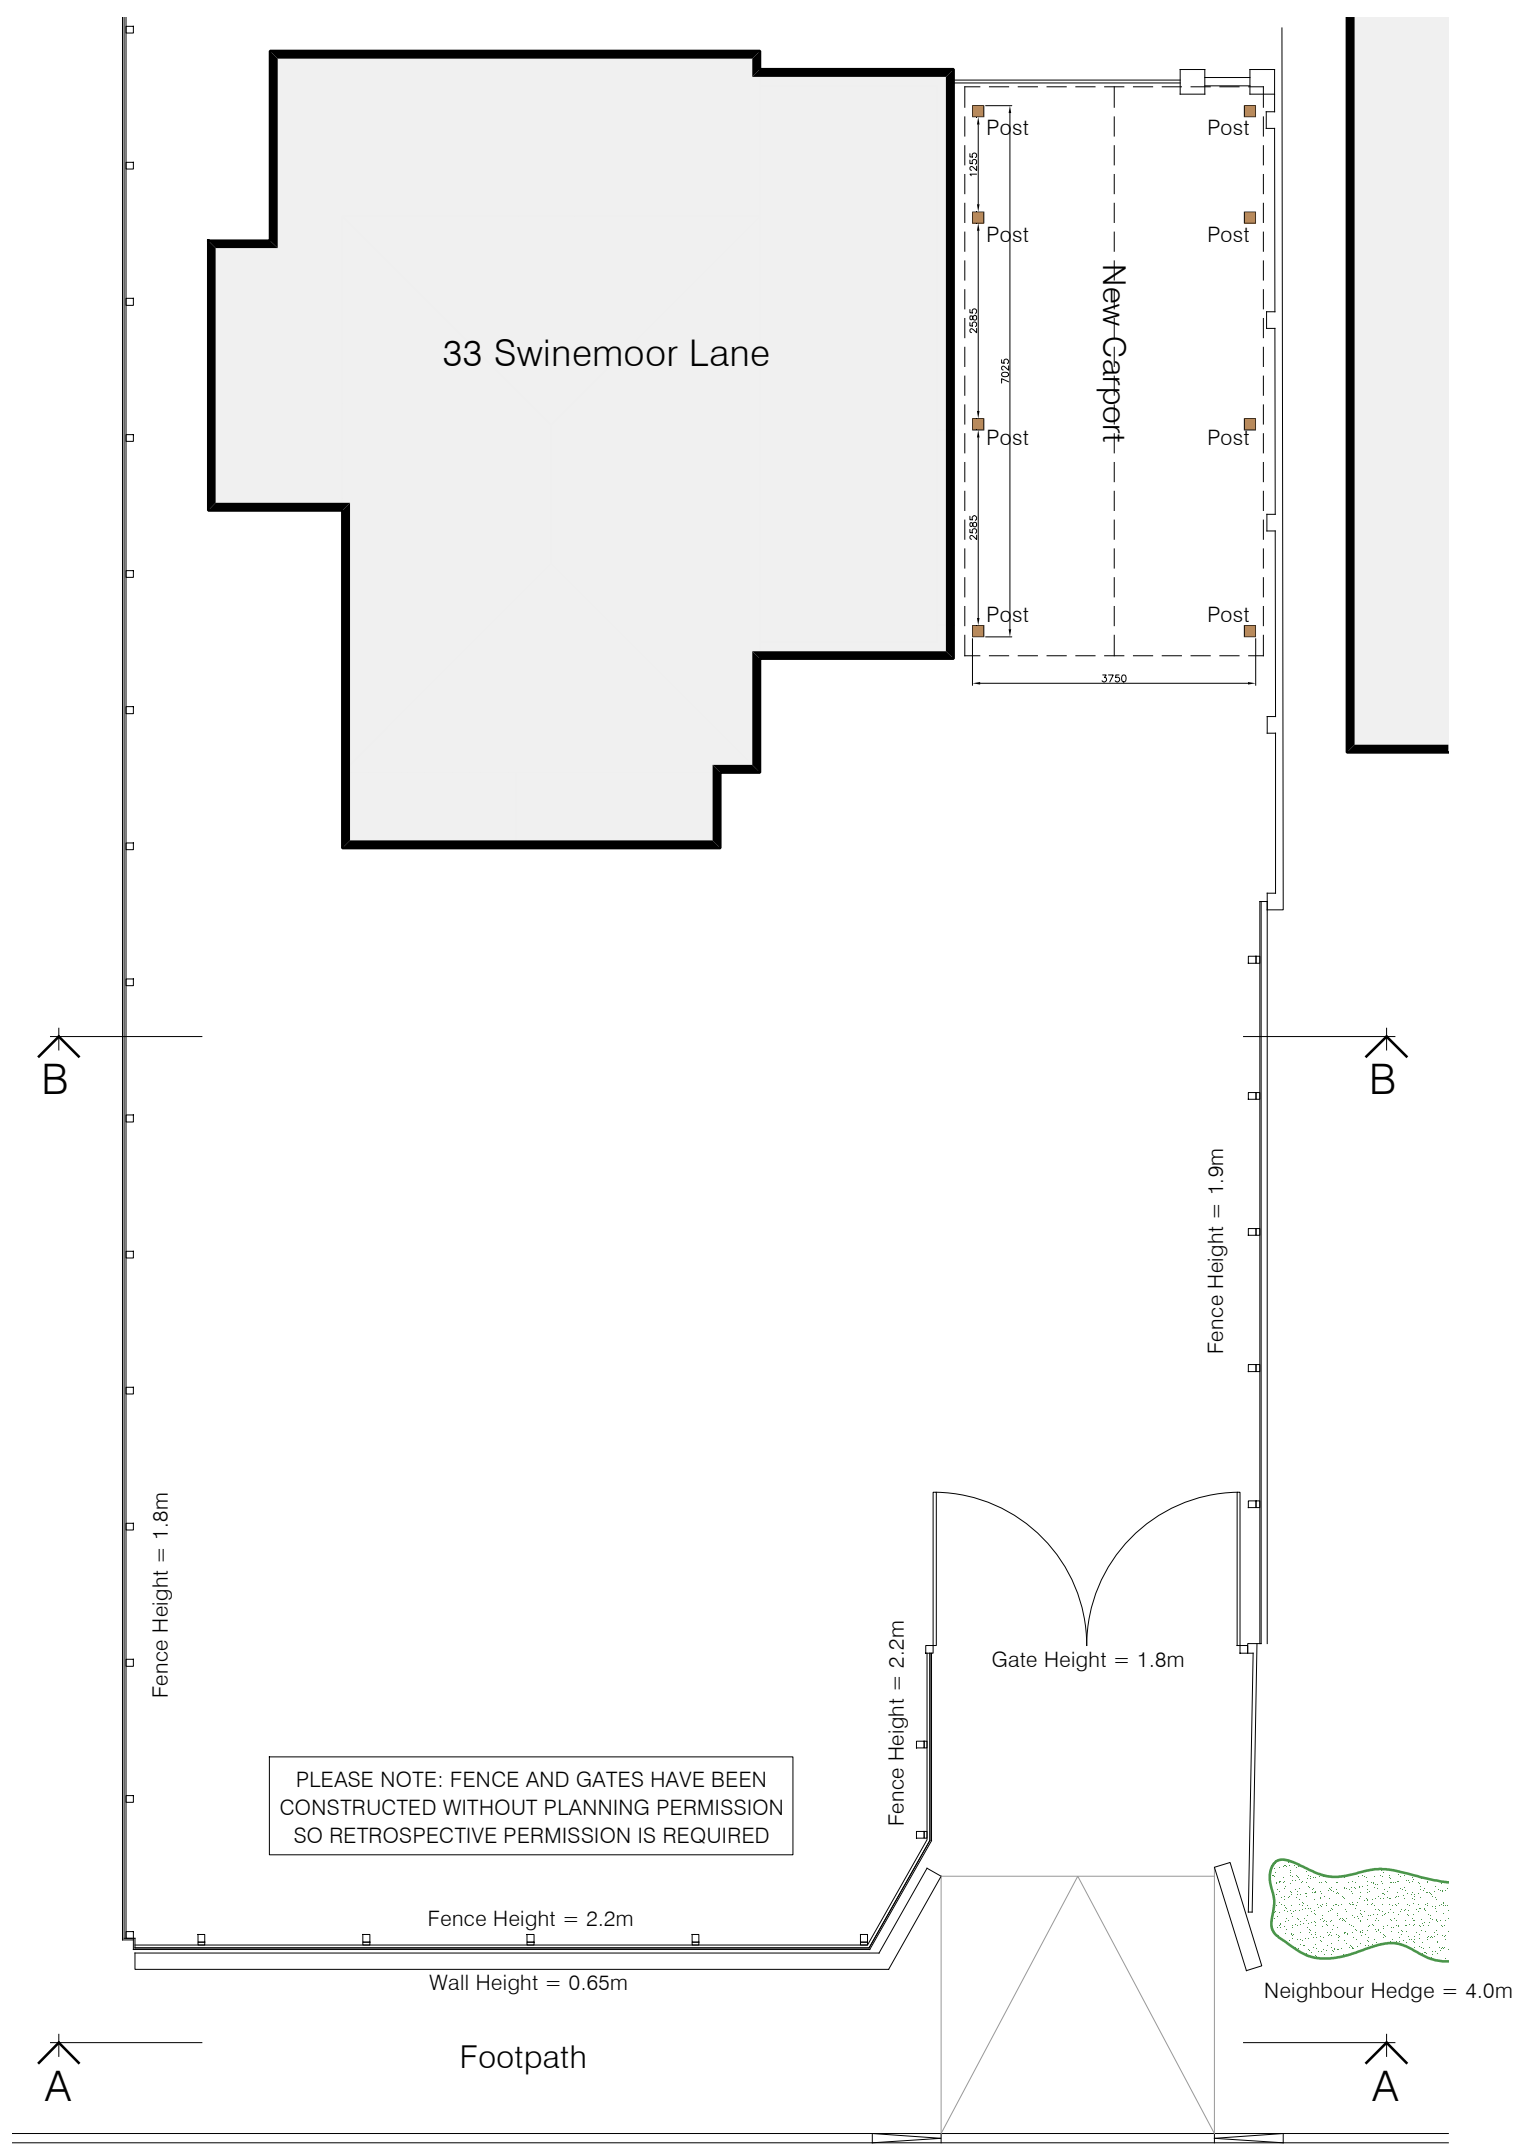 Post
Post
1255
Post
Post
33 Swinemoor Lane
2585
7025
New Carport
Post
Post
2585
Post
Post
3750
B
B
Fence Height = 1.9m
Fence Height = 1.8m
Fence Height = 2.2m
Gate Height = 1.8m
PLEASE NOTE: FENCE AND GATES HAVE BEEN
CONSTRUCTED WITHOUT PLANNING PERMISSION
SO RETROSPECTIVE PERMISSION IS REQUIRED
Fence Height = 2.2m
Wall Height = 0.65m
Neighbour Hedge = 4.0m
Footpath
A
A